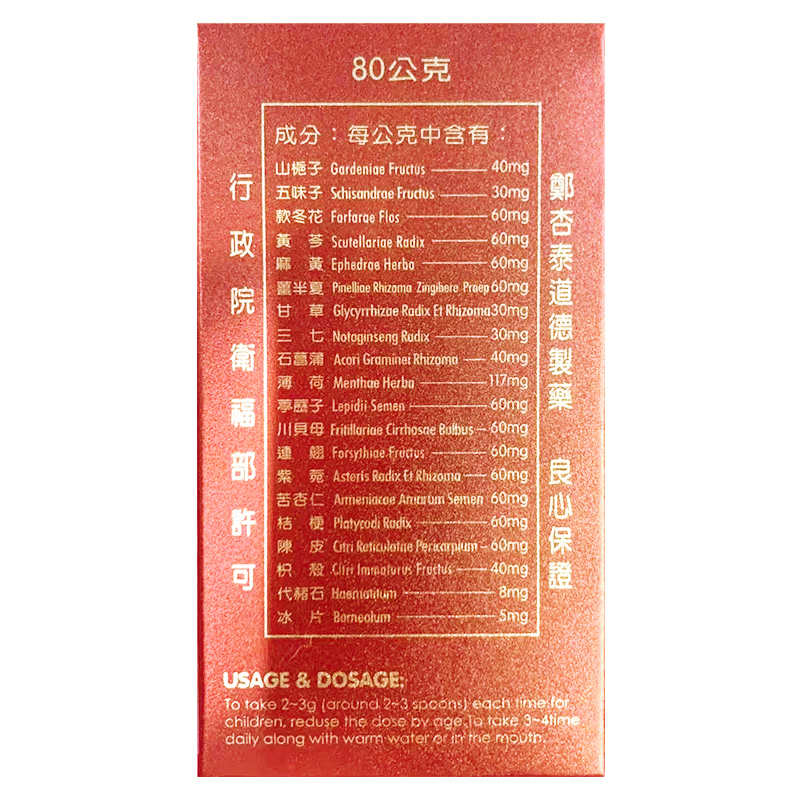 80公克
成分：每公克中含有：
山梔子 Gardeniae Fructus 40mg
五味子 Schisandrae Fructus 30mg
款冬花 Farfarae Flos 60mg
黃芩 Scutellariae Radix 60mg
麻黃 Ephedrae Herba 60mg
薑半夏 Pinelliae Rhizoma Zingibere Proep 60mg
甘草 Glycyrrhizae Radix Et Rhizoma 30mg
三七 Notoginseng Radix 30mg
石菖蒲 Acori Graminei Rhizoma 40mg
薄荷 Menthae Herba 117mg
葶藶子 Lepidii Semen 60mg
川貝母 Fritillariae Cirrhosae Bulbus 60mg
連翹 Forsythiae Fructus 60mg
紫菀 Asteris Radix Et Rhizoma 60mg
苦杏仁 Armeniacae Amarum Semen 60mg
桔梗 Platycodi Radix 60mg
陳皮 Citri Reticulatae Pericarpium 60mg
枳殼 Citri Immaturus Fructus 40mg
代赭石 Haematitum 8mg
冰片 Borneolum 5mg
行政院衛福部許可
鄭杏泰道德製藥 良心保證
USAGE & DOSAGE:
To take 2~3g (around 2~3 spoons) each time.for
children, reduse the dose by age.To take 3~4time
daily along with warm water or in the mouth.